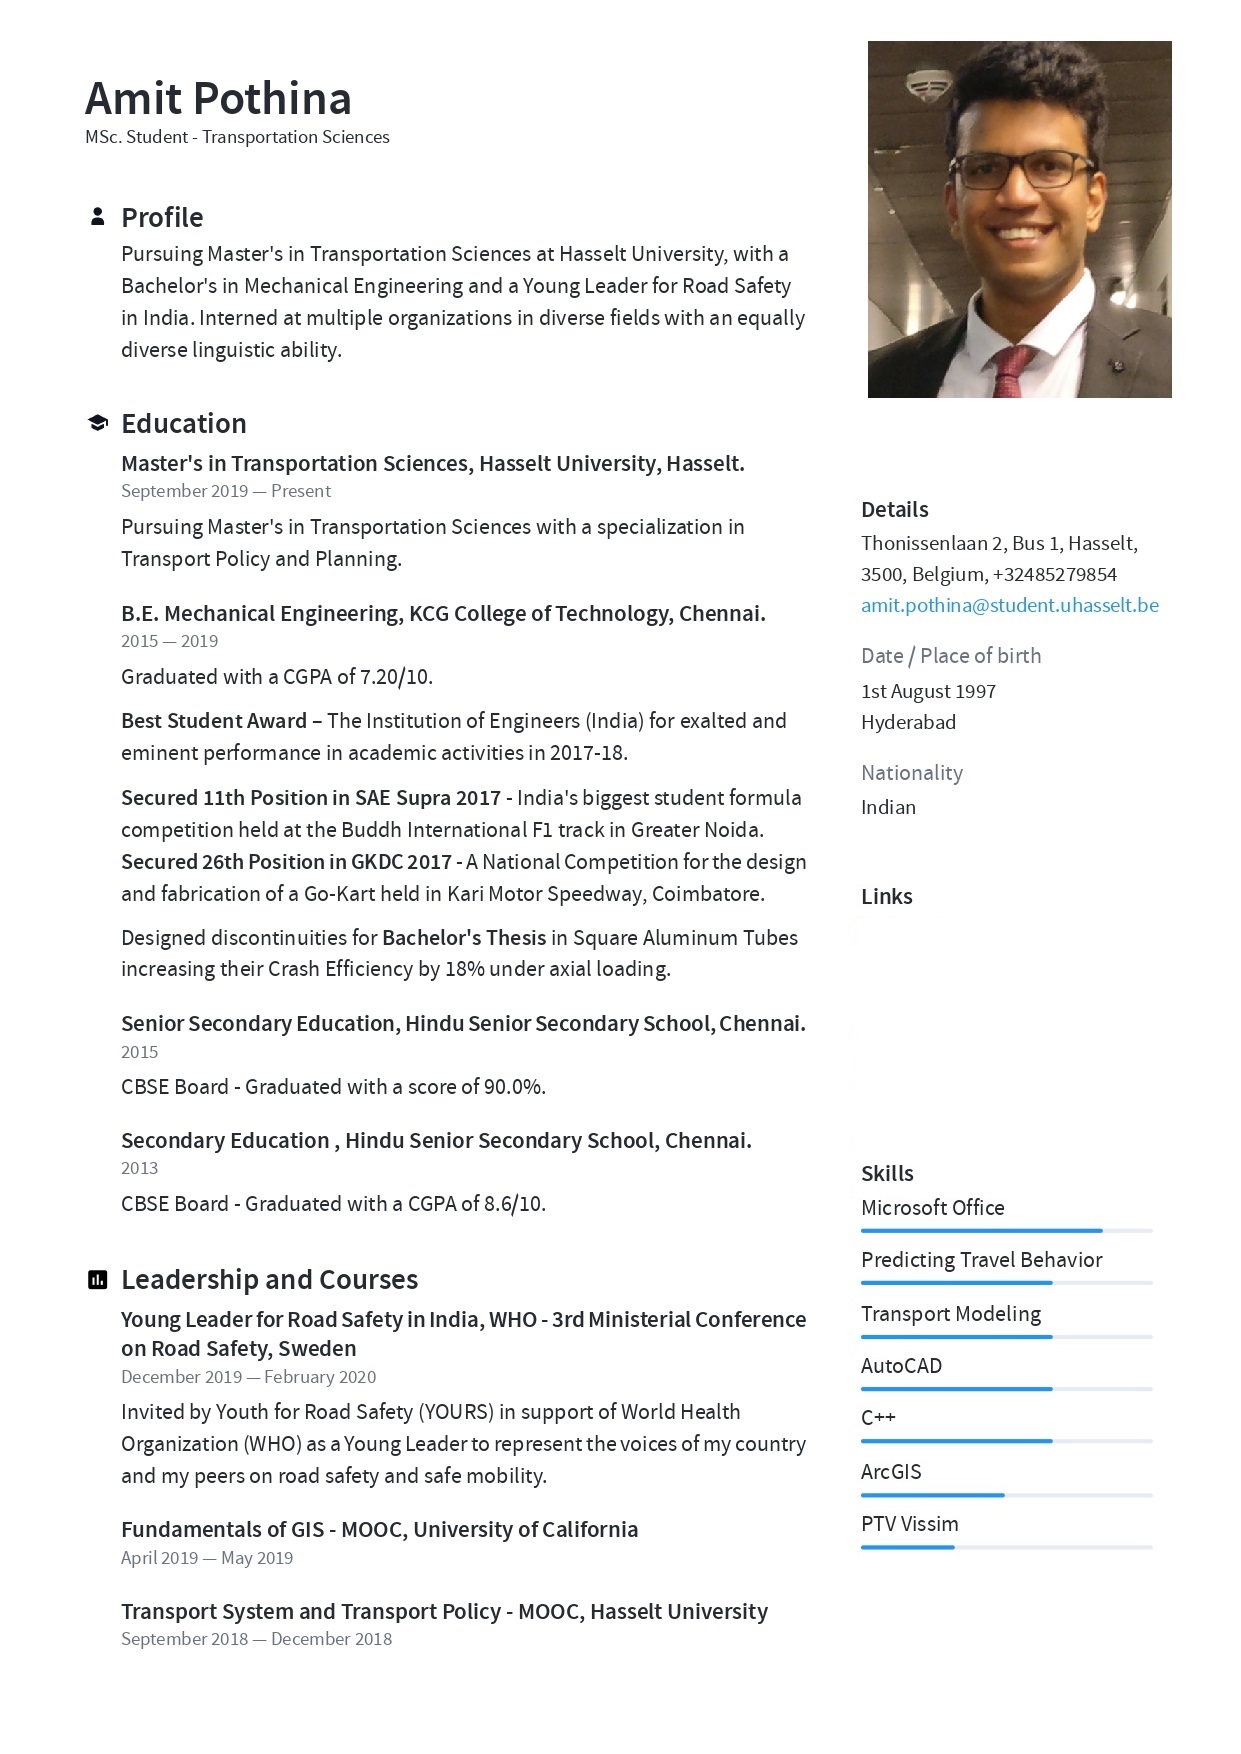 Amit Pothina
MSc. Student - Transportation Sciences
Profile
Pursuing Master's in Transportation Sciences at Hasselt University, with a
Bachelor's in Mechanical Engineering and a Young Leader for Road Safety
in India. Interned at multiple organizations in diverse fields with an equally
diverse linguistic ability.
Education
Master's in Transportation Sciences, Hasselt University, Hasselt.
September 2019 — Present
Pursuing Master's in Transportation Sciences with a specialization in
Transport Policy and Planning.
B.E. Mechanical Engineering, KCG College of Technology, Chennai.
2015 — 2019
Graduated with a CGPA of 7.20/10.
Best Student Award – The Institution of Engineers (India) for exalted and
eminent performance in academic activities in 2017-18.
Secured 11th Position in SAE Supra 2017 - India's biggest student formula
competition held at the Buddh International F1 track in Greater Noida.
Secured 26th Position in GKDC 2017 - A National Competition for the design
and fabrication of a Go-Kart held in Kari Motor Speedway, Coimbatore.
Designed discontinuities for Bachelor's Thesis in Square Aluminum Tubes
increasing their Crash Efficiency by 18% under axial loading.
Senior Secondary Education, Hindu Senior Secondary School, Chennai.
2015
CBSE Board - Graduated with a score of 90.0%.
Secondary Education , Hindu Senior Secondary School, Chennai.
2013
CBSE Board - Graduated with a CGPA of 8.6/10.
Leadership and Courses
Young Leader for Road Safety in India, WHO - 3rd Ministerial Conference
on Road Safety, Sweden
December 2019 — February 2020
Invited by Youth for Road Safety (YOURS) in support of World Health
Organization (WHO) as a Young Leader to represent the voices of my country
and my peers on road safety and safe mobility.
Fundamentals of GIS - MOOC, University of California
April 2019 — May 2019
Transport System and Transport Policy - MOOC, Hasselt University
September 2018 — December 2018
Details
Thonissenlaan 2, Bus 1, Hasselt,
3500, Belgium, +32485279854
amit.pothina@student.uhasselt.be
Date / Place of birth
1st August 1997
Hyderabad
Nationality
Indian
Links
Skills
Microsoft Office
Predicting Travel Behavior
Transport Modeling
AutoCAD
C++
ArcGIS
PTV Vissim